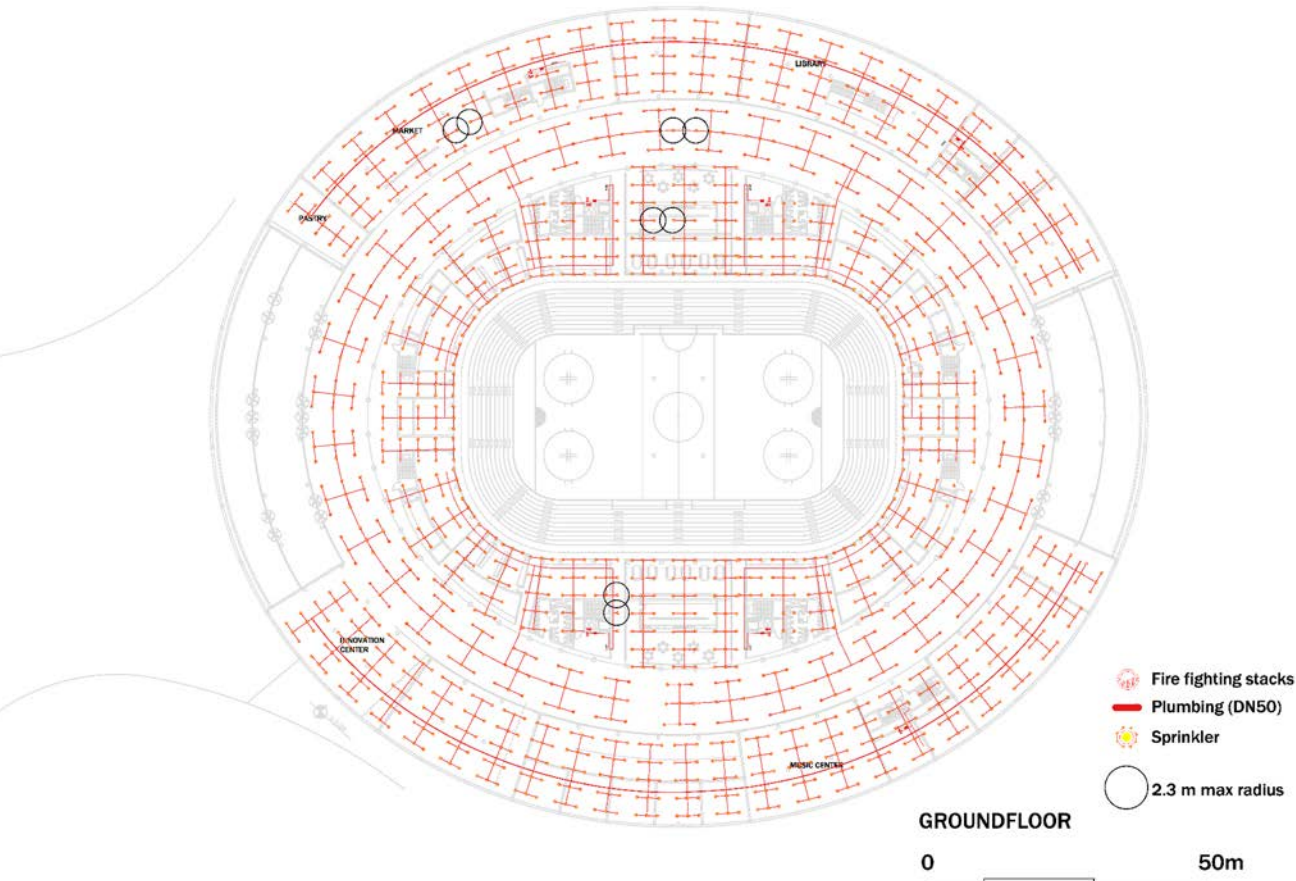 LIBRARY
MARKET
PASTRY
INNOVATION
CENTER
Fire fighting stacks
Plumbing (DN50)
Sprinkler
MUSIC CENTER
2.3 m max radius
GROUNDFLOOR
0 50m